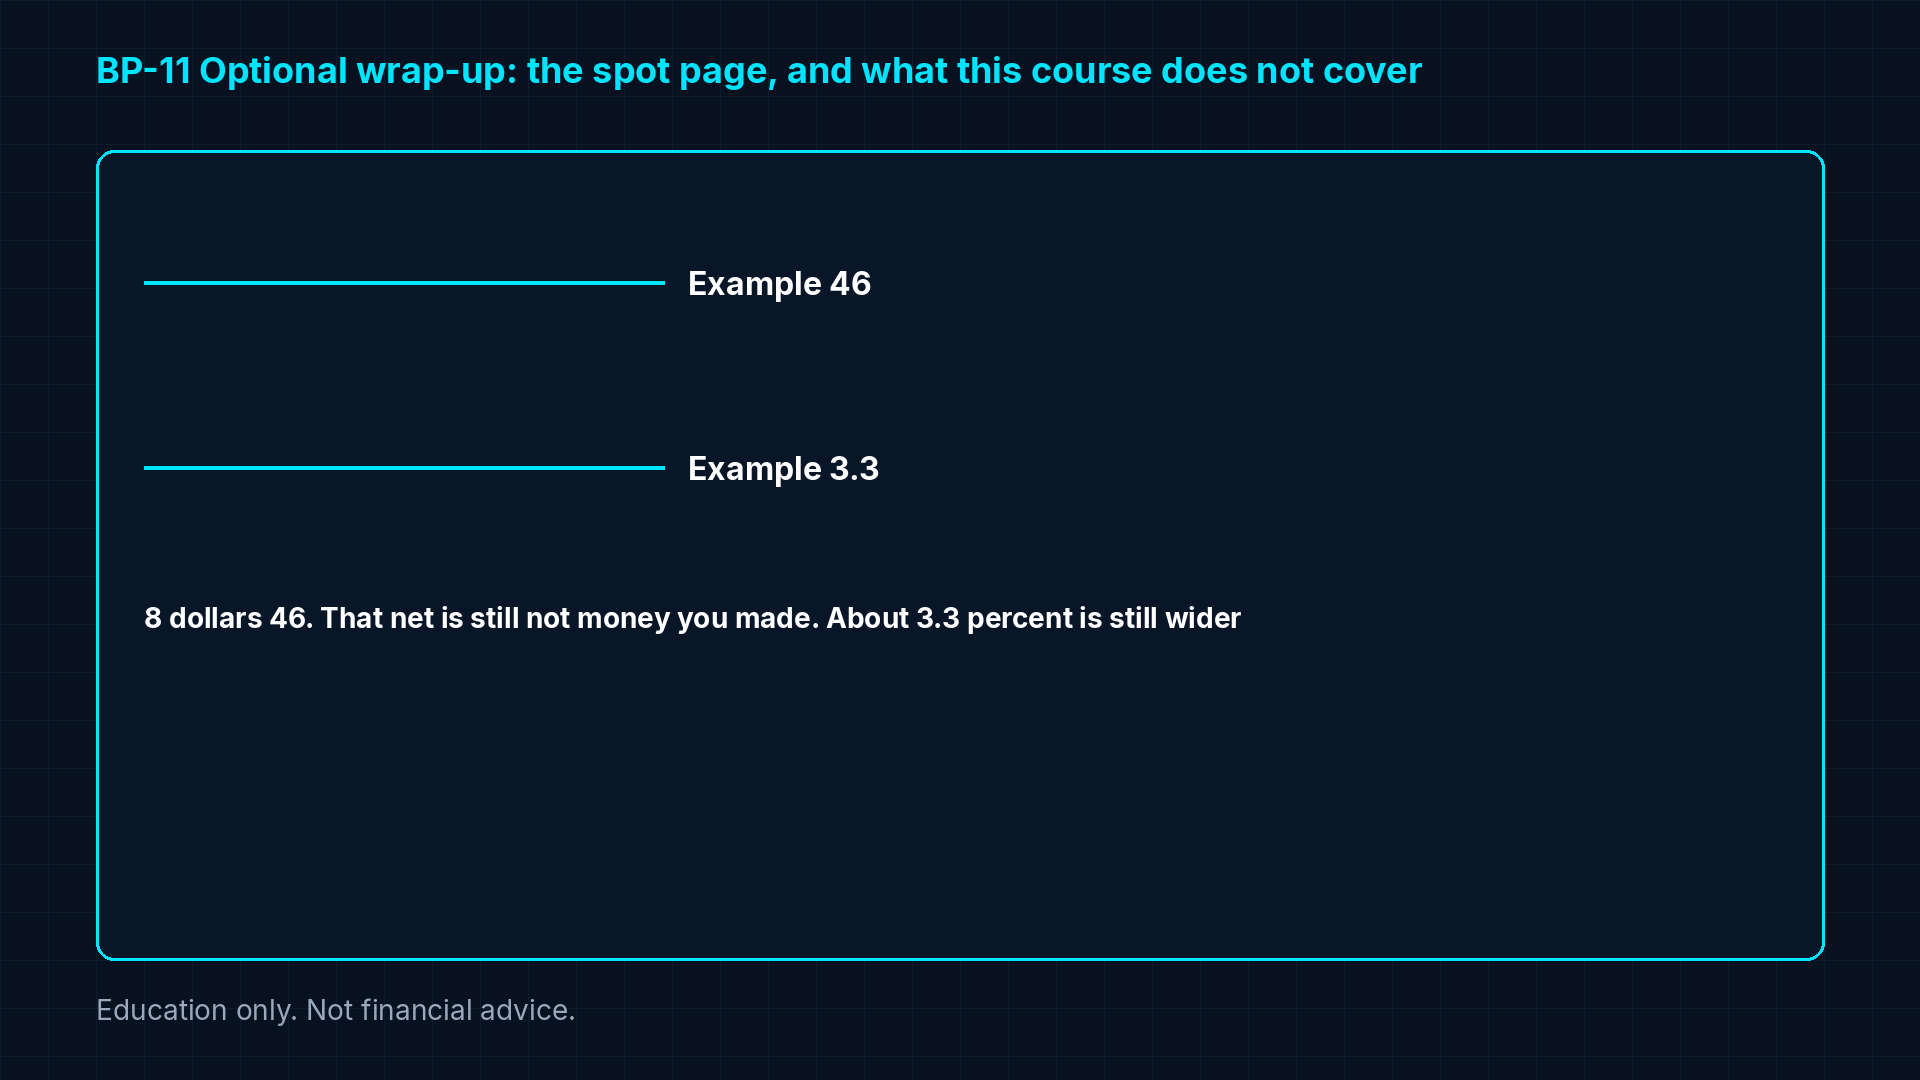 BP-11 Optional wrap-up: the spot page, and what this course does not cover
Example 46
Example 3.3
8 dollars 46. That net is still not money you made. About 3.3 percent is still wider
Education only. Not financial advice.